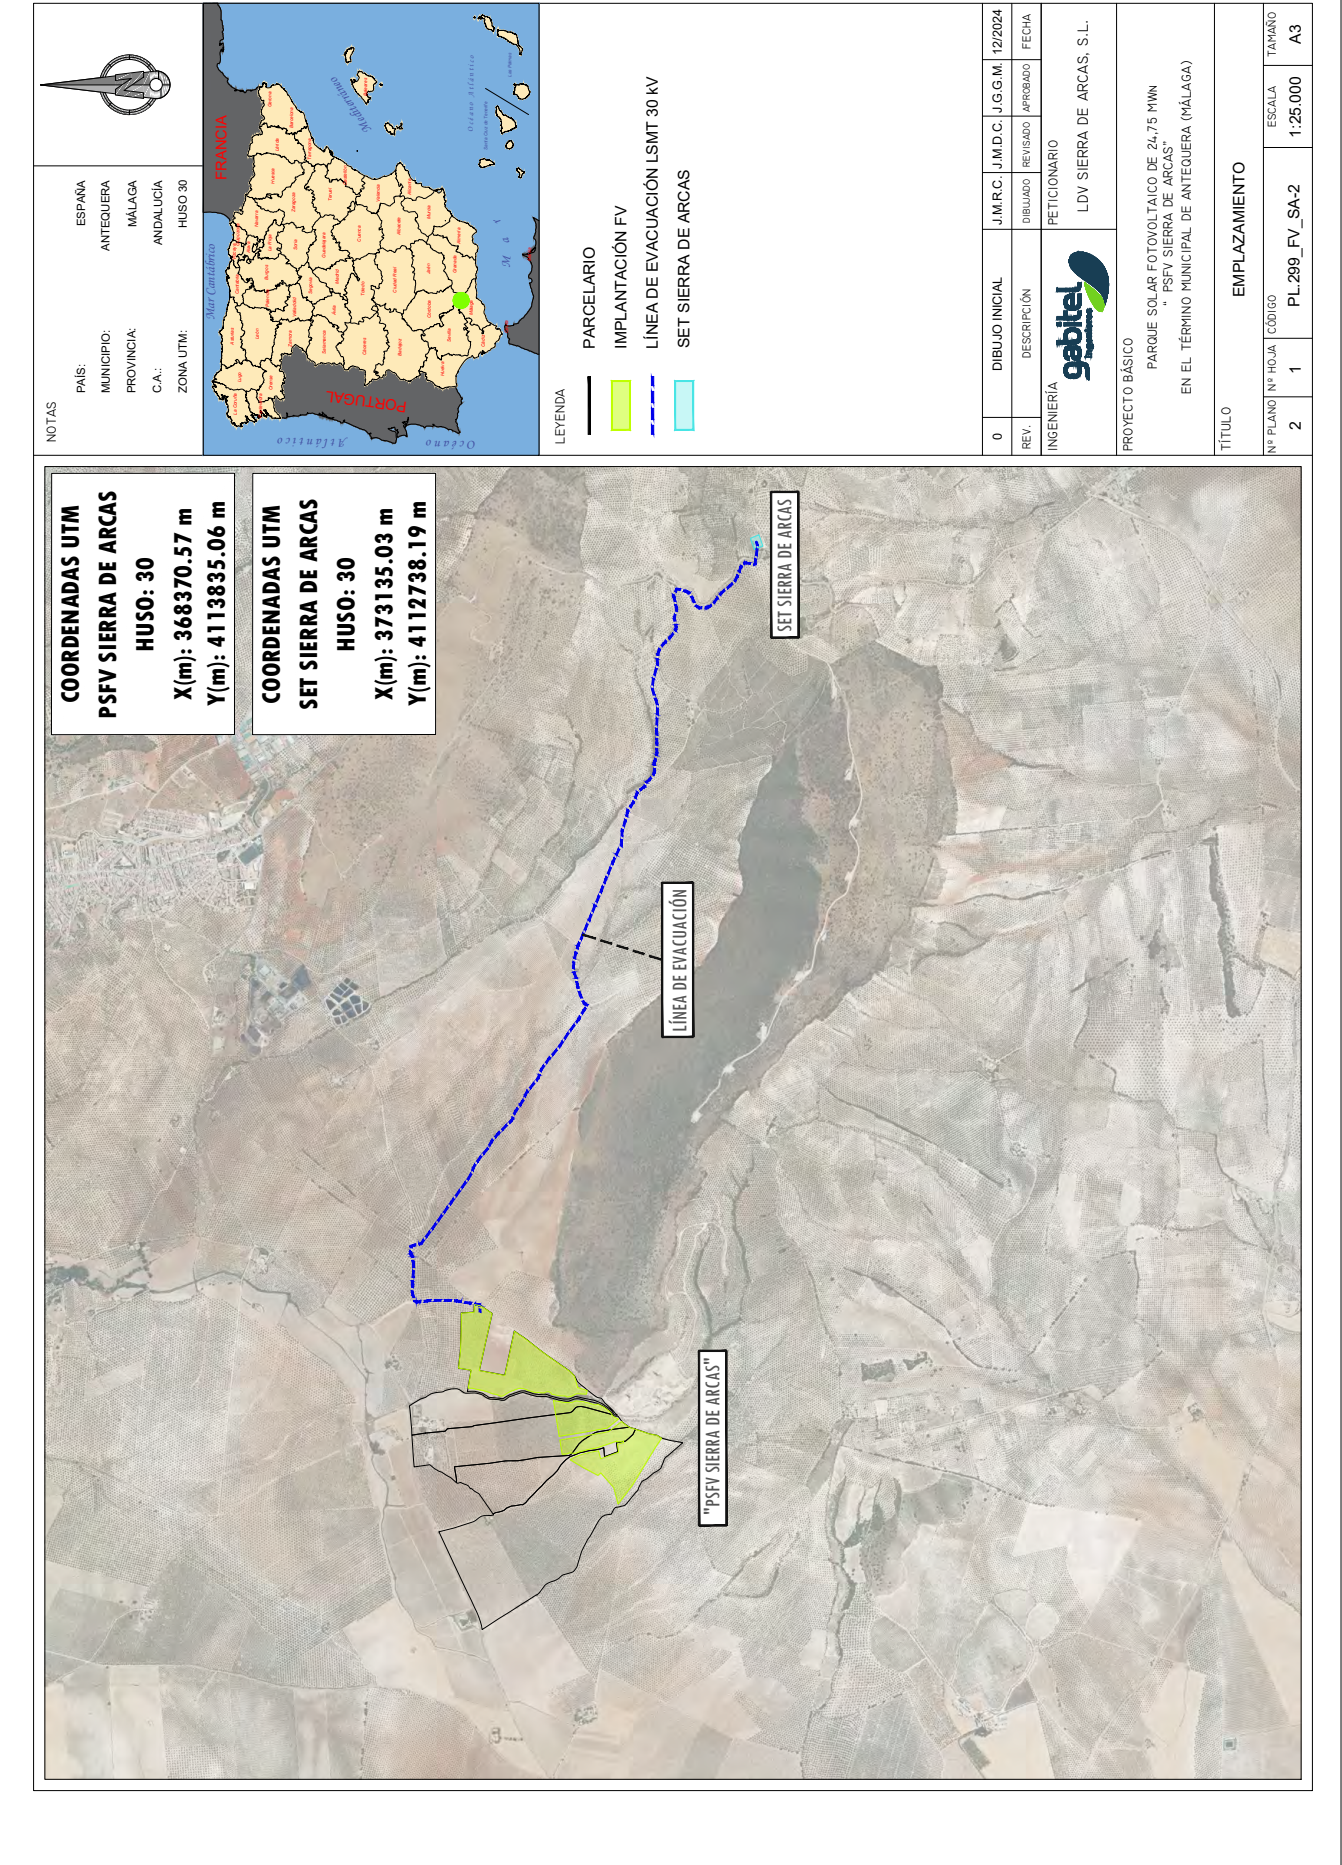 NOTAS
PAÍS: ESPAÑA
MUNICIPIO: ANTEQUERA
PROVINCIA: MÁLAGA
C.A.: ANDALUCÍA
ZONA UTM: HUSO 30
N
FRANCIA
PORTUGAL
Mar Cantábrico
Mediterráneo
Océano Atlántico
Océano Atlántico
Mar
LEYENDA
PARCELARIO
IMPLANTACIÓN FV
LÍNEA DE EVACUACIÓN LSMT 30 kV
SET SIERRA DE ARCAS
0 DIBUJO INICIAL J.M.R.C. J.M.D.C. J.G.G.M. 12/2024
REV. DESCRIPCIÓN DIBUJADO REVISADO APROBADO FECHA
INGENIERÍA
gabitel
Ingenieros
PETICIONARIO
LDV SIERRA DE ARCAS, S.L.
PROYECTO BÁSICO
PARQUE SOLAR FOTOVOLTAICO DE 24,75 MWN
" PSFV SIERRA DE ARCAS"
EN EL TÉRMINO MUNICIPAL DE ANTEQUERA (MÁLAGA)
TÍTULO
EMPLAZAMIENTO
Nº PLANO Nº HOJA CÓDIGO ESCALA TAMAÑO
2 1 PL.299_FV_SA-2 1:25.000 A3
COORDENADAS UTM
PSFV SIERRA DE ARCAS
HUSO: 30
X(m): 368370.57 m
Y(m): 4113835.06 m
COORDENADAS UTM
SET SIERRA DE ARCAS
HUSO: 30
X(m): 373135.03 m
Y(m): 4112738.19 m
SET SIERRA DE ARCAS
LÍNEA DE EVACUACIÓN
"PSFV SIERRA DE ARCAS"